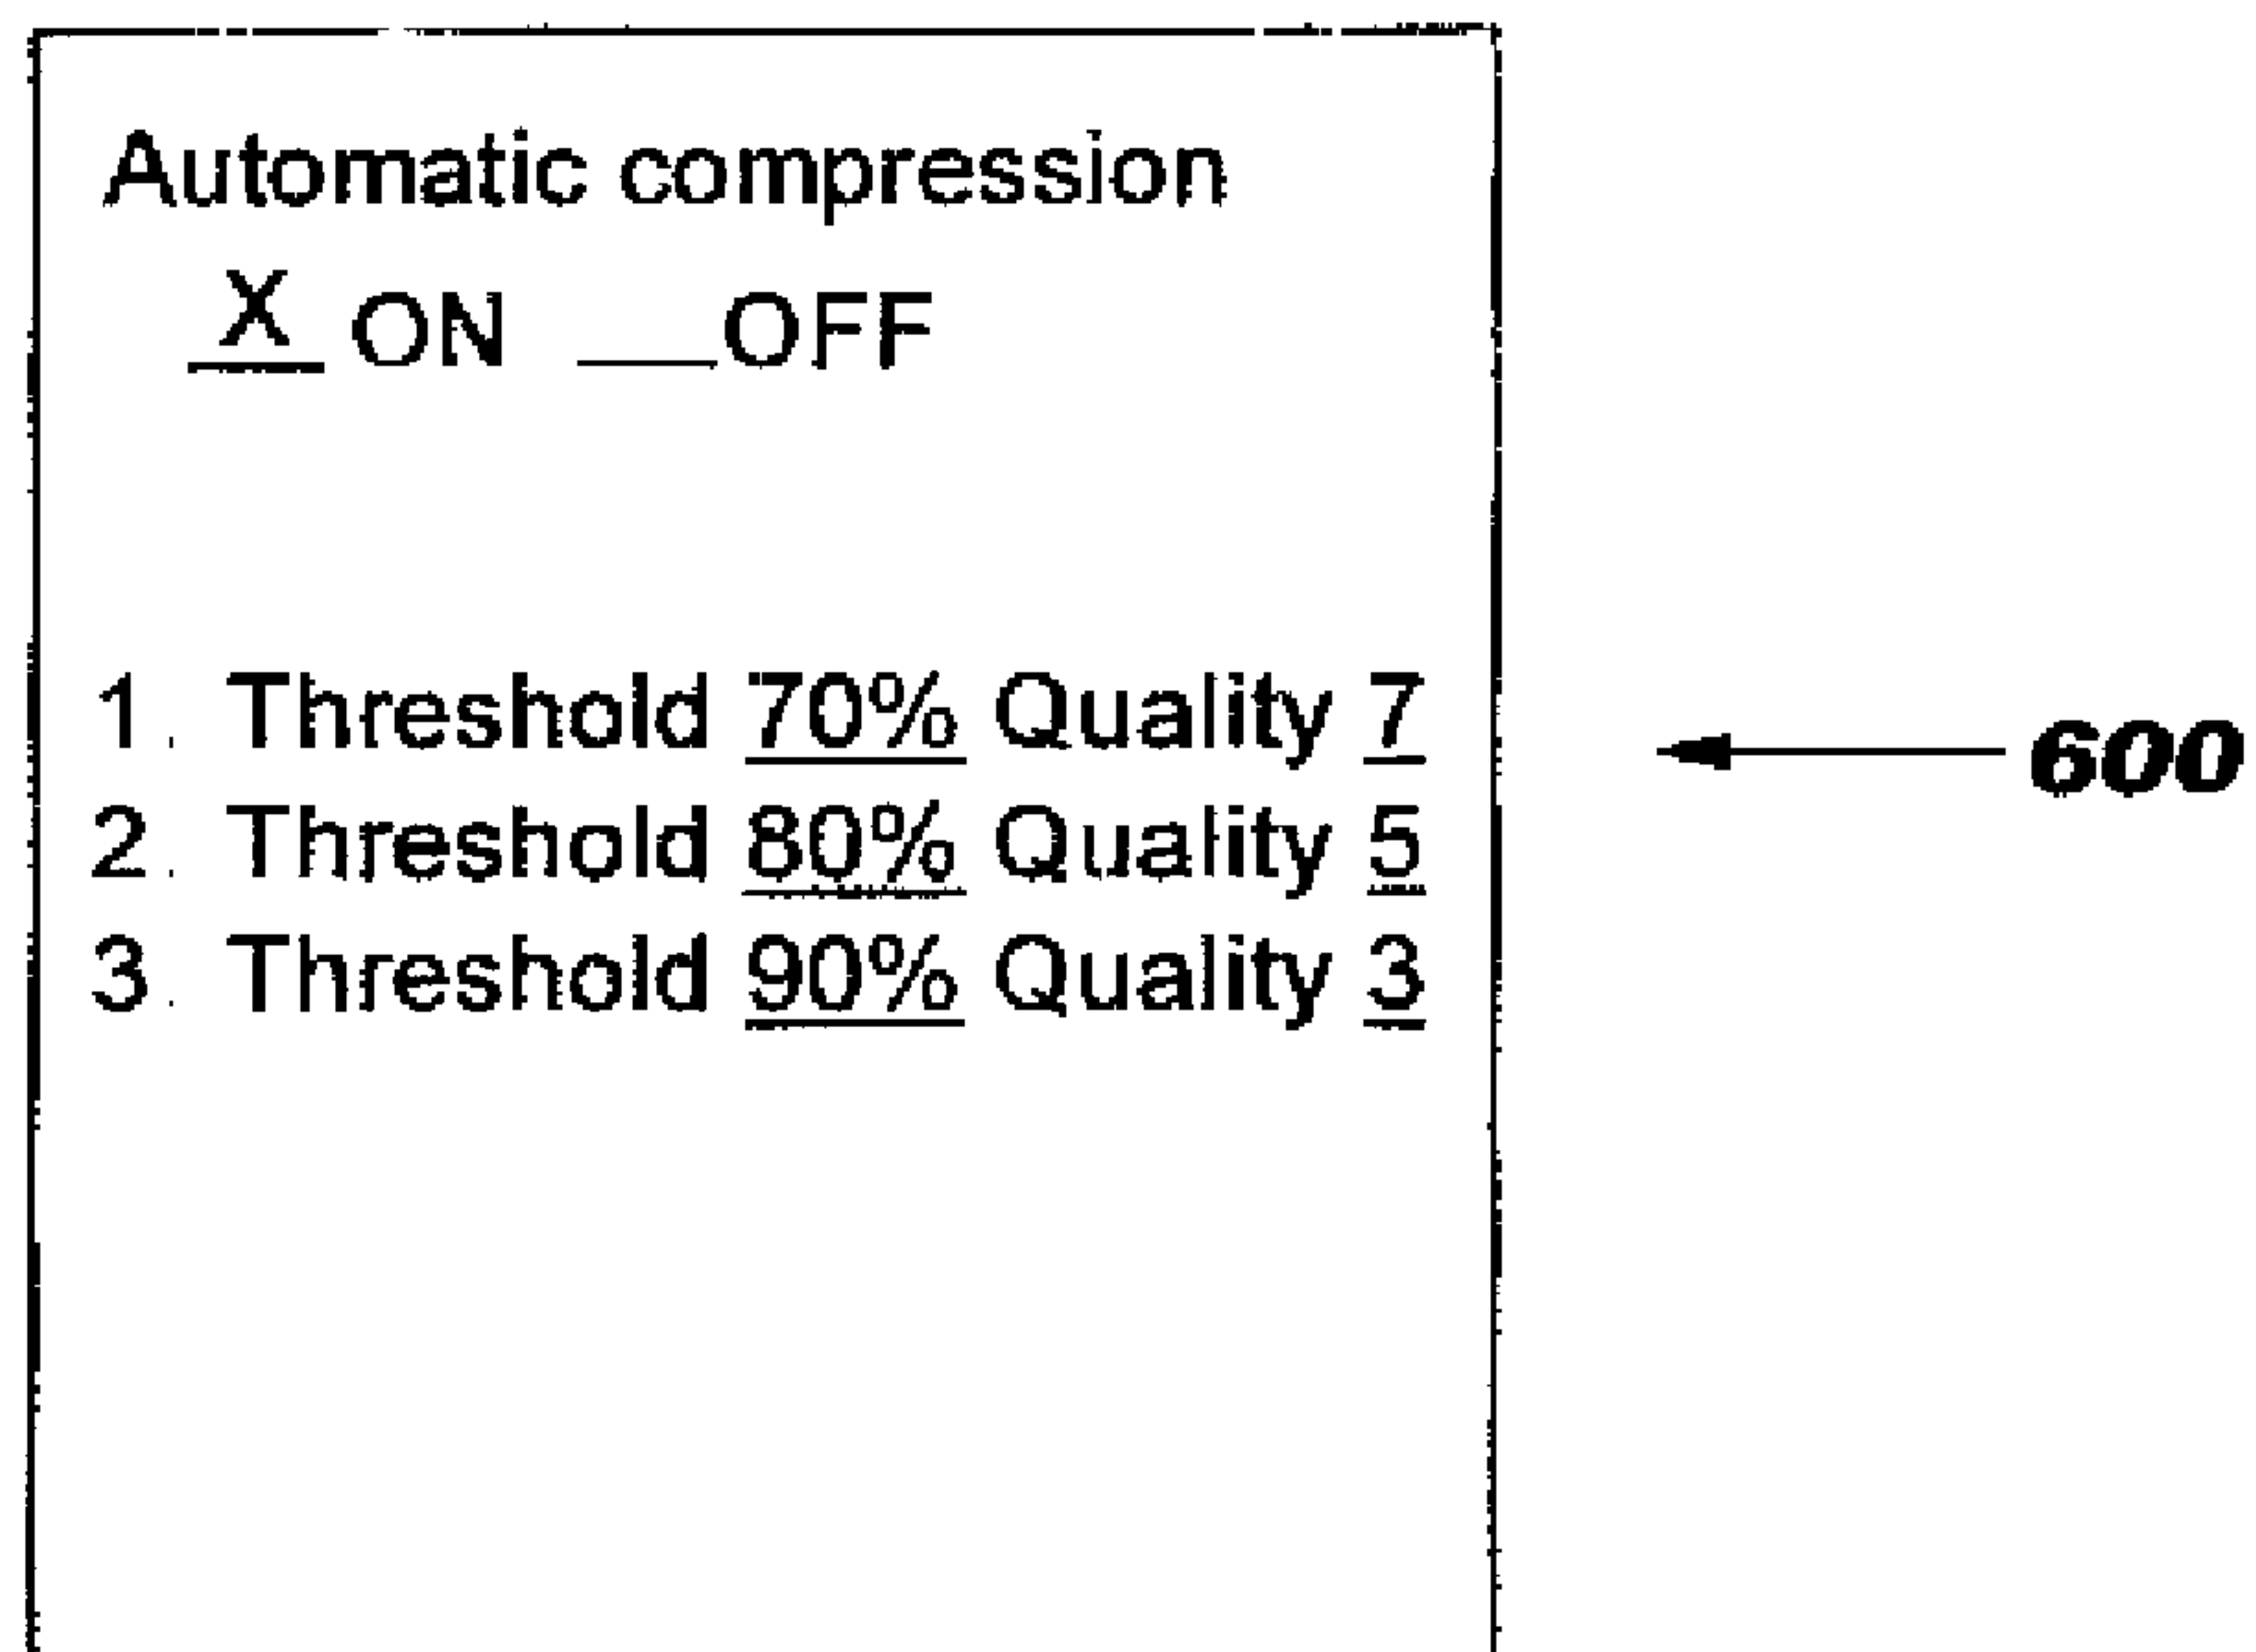 Automatic compression
X ON ___OFF
1. Threshold 70% Quality 7
600
2. Threshold 80% Quality 5
3. Threshold 90% Quality 3